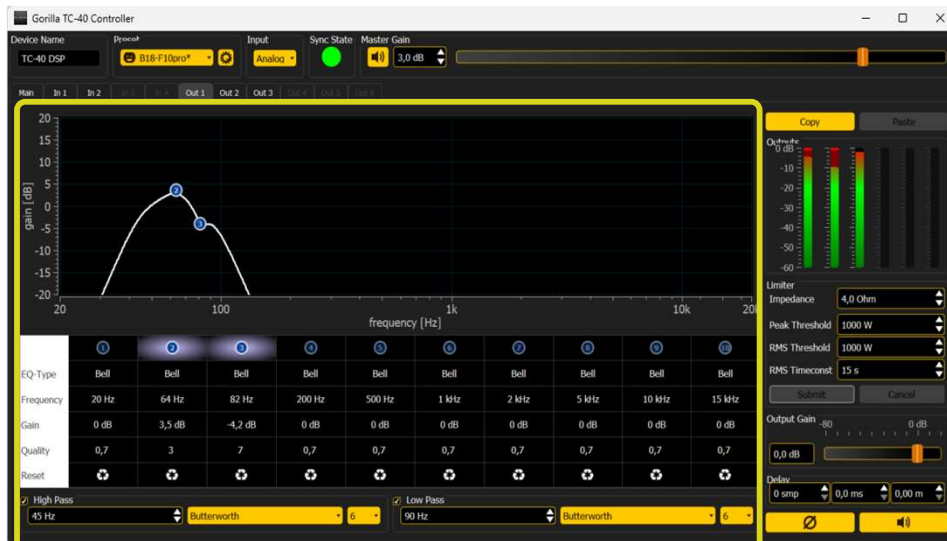 Gorilla TC-40 Controller
Device Name
Preset
Input
Sync State
Master Gain
TC-40 DSP
B18-F10pro*
Analog
3,0 dB
Main In 1 In 2 In 3 In 4 Out 1 Out 2 Out 3 Out 4 Out 5 Out 6
Copy
Paste
Outputs
20
15
10
5
0
-5
-10
-15
-20
gain [dB]
2
3
20 100 1k 10k 20k
frequency [Hz]
0 dB
-10
-20
-30
-40
-50
-60
1 2 3 4 5 6 7 8 9 10
EQ-Type Bell Bell Bell Bell Bell Bell Bell Bell Bell Bell
Frequency 20 Hz 64 Hz 82 Hz 200 Hz 500 Hz 1 kHz 2 kHz 5 kHz 10 kHz 15 kHz
Gain 0 dB 3,5 dB -4,2 dB 0 dB 0 dB 0 dB 0 dB 0 dB 0 dB 0 dB
Quality 0,7 3 7 0,7 0,7 0,7 0,7 0,7 0,7 0,7
Reset
High Pass
45 Hz Butterworth 6
Low Pass
90 Hz Butterworth 6
Limiter
Impedance 4,0 Ohm
Peak Threshold 1000 W
RMS Threshold 1000 W
RMS Timeconst 15 s
Submit Cancel
Output Gain
-80 0 dB
0,0 dB
Delay
0 smp 0,0 ms 0,00 m